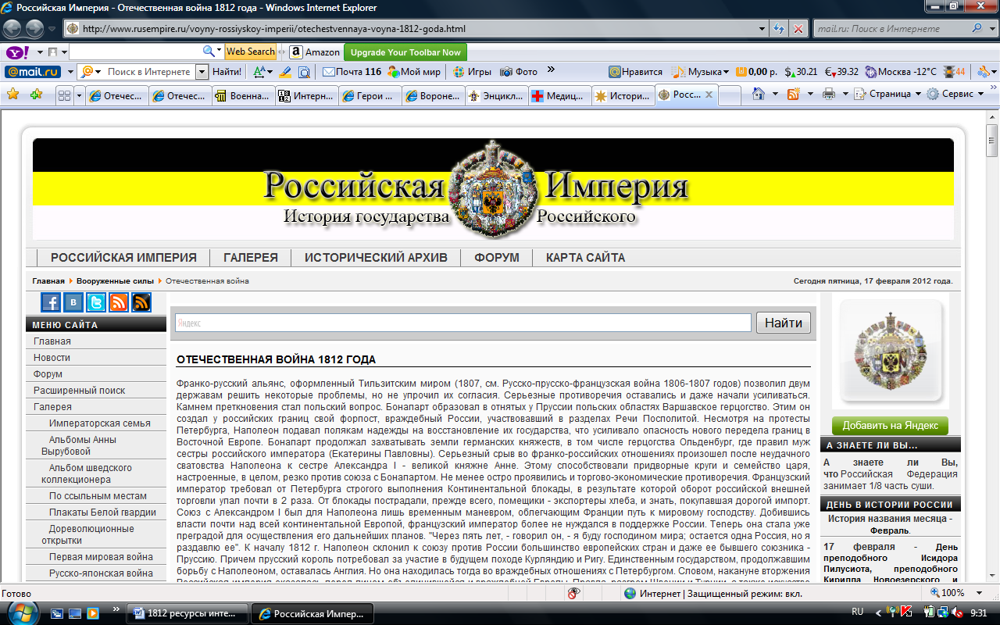 Российская Империя - Отечественная война 1812 года - Windows Internet Explorer
http://www.rusempire.ru/voyny-rossiyskoy-imperii/otechestvennaya-voyna-1812-goda.html
mail.ru: Поиск в Интернете
Y! Web Search a Amazon Upgrade Your Toolbar Now
@mail.ru Поиск в Интернете Найти! Почта 116 Мой мир Игры Фото » Нравится Музыка 0,00 р. $ 30.21 € 39.32 Москва -12°C 44
Отечес... Отечес... Военна... Интерн... Герои ... Вороне... Энцикл... Медиц... Истори... Росс... Страница Сервис »
Российская Империя
История государства Российского
РОССИЙСКАЯ ИМПЕРИЯ ГАЛЕРЕЯ ИСТОРИЧЕСКИЙ АРХИВ ФОРУМ КАРТА САЙТА
Главная Вооруженные силы Отечественная война
Сегодня пятница, 17 февраля 2012 года.
МЕНЮ САЙТА
Главная
Новости
Форум
Расширенный поиск
Галерея
Императорская семья
Альбомы Анны
Вырубовой
Альбом шведского
коллекционера
По ссыльным местам
Плакаты Белой гвардии
Дореволюционные
открытки
Первая мировая война
Русско-японская война
Яндекс Найти
ОТЕЧЕСТВЕННАЯ ВОЙНА 1812 ГОДА
Франко-русский альянс, оформленный Тильзитским миром (1807, см. Русско-прусско-французская война 1806-1807 годов) позволил двум
державам решить некоторые проблемы, но не упрочил их согласия. Серьезные противоречия оставались и даже начали усиливаться.
Камнем преткновения стал польский вопрос. Бонапарт образовал в отнятых у Пруссии польских областях Варшавское герцогство. Этим он
создал у российских границ свой форпост, враждебный России, участвовавший в разделах Речи Посполитой. Несмотря на протесты
Петербурга, Наполеон подавал полякам надежды на восстановление их государства, что усиливало опасность нового передела границ в
Восточной Европе. Бонапарт продолжал захватывать земли германских княжеств, в том числе герцогства Ольденбург, где правил муж
сестры российского императора (Екатерины Павловны). Серьезный срыв во франко-российских отношениях произошел после неудачного
сватовства Наполеона к сестре Александра I - великой княжне Анне. Этому способствовали придворные круги и семейство царя,
настроенные, в целом, резко против союза с Бонапартом. Не менее остро проявились и торгово-экономические противоречия. Французский
император требовал от Петербурга строгого выполнения Континентальной блокады, в результате которой оборот российской внешней
торговли упал почти в 2 раза. От блокады пострадали, прежде всего, помещики - экспортеры хлеба, и знать, покупавшая дорогой импорт.
Союз с Александром I был для Наполеона лишь временным маневром, облегчающим Франции путь к мировому господству. Добившись
власти почти над всей континентальной Европой, французский император более не нуждался в поддержке России. Теперь она стала уже
преградой для осуществления его дальнейших планов. "Через пять лет, - говорил он, - я буду господином мира; остается одна Россия, но я
раздавлю ее". К началу 1812 г. Наполеон склонил к союзу против России большинство европейских стран и даже ее бывшего союзника -
Пруссию. Причем прусский король потребовал за участие в будущем походе Курляндию и Ригу. Единственным государством, продолжавшим
борьбу с Наполеоном, оставалась Англия. Но она находилась тогда во враждебных отношениях с Петербургом. Словом, накануне вторжения
Российская империя оказалась перед лицом объединившейся и враждебной Европы. Правда, разгром Швеции и Турции, а также искусство
Добавить на Яндекс
А ЗНАЕТЕ ЛИ ВЫ...
А знаете ли Вы,
что Российская Федерация
занимает 1/8 часть суши.
ДЕНЬ В ИСТОРИИ РОССИИ
История названия месяца -
Февраль.
17 февраля - День
преподобного Исидора
Пилусиота, преподобного
Кирилла Новоезерского и
Готово Интернет | Защищенный режим: вкл. 100%
» 1812 ресурсы инте... Российская Импер... RU 9:31